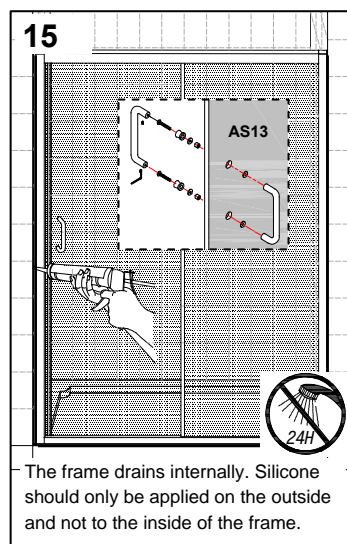 15
AS13
24H
The frame drains internally. Silicone
should only be applied on the outside
and not to the inside of the frame.